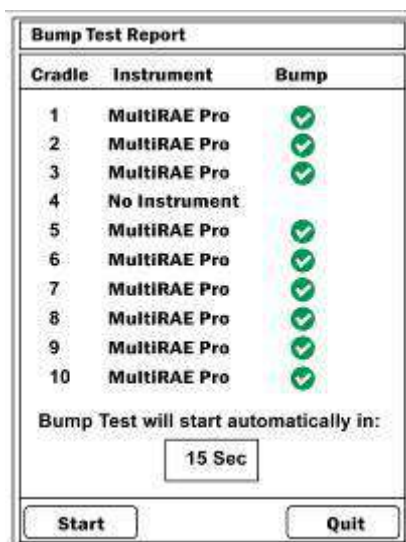 Bump Test Report
Cradle Instrument Bump
1 MultiRAE Pro
2 MultiRAE Pro
3 MultiRAE Pro
4 No Instrument
5 MultiRAE Pro
6 MultiRAE Pro
7 MultiRAE Pro
8 MultiRAE Pro
9 MultiRAE Pro
10 MultiRAE Pro
Bump Test will start automatically in:
15 Sec
Start Quit